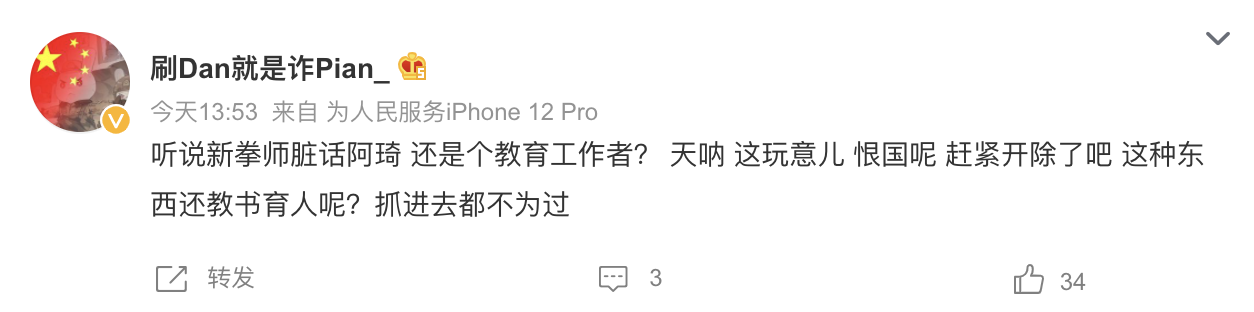 刷Dan就是诈Pian_
今天13:53 来自 为人民服务iPhone 12 Pro
听说新拳师脏话阿琦 还是个教育工作者？ 天呐 这玩意儿 恨国呢 赶紧开除了吧 这种东
西还教书育人呢？抓进去都不为过
转发 3 34